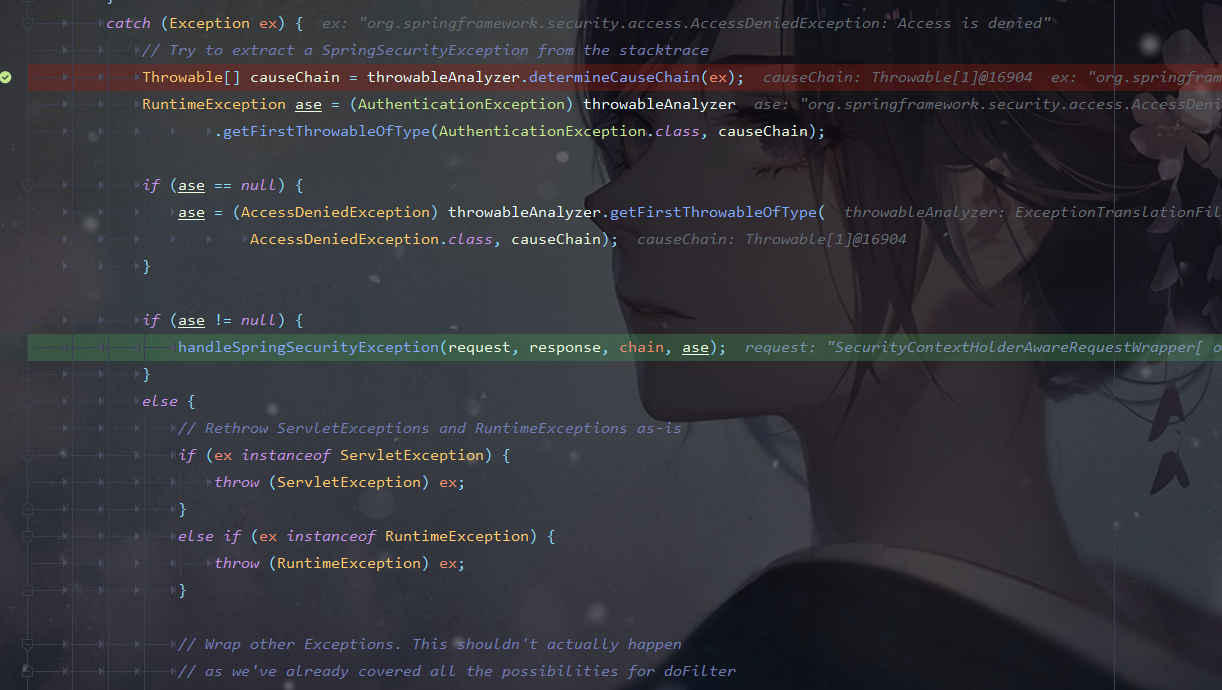 catch (Exception ex) { ex: "org.springframework.security.access.AccessDeniedException: Access is denied"
// Try to extract a SpringSecurityException from the stacktrace
Throwable[] causeChain = throwableAnalyzer.determineCauseChain(ex); causeChain: Throwable[1]@16904 ex: "org.springfram
RuntimeException ase = (AuthenticationException) throwableAnalyzer ase: "org.springframework.security.access.AccessDeni
.getFirstThrowableOfType(AuthenticationException.class, causeChain);
if (ase == null) {
ase = (AccessDeniedException) throwableAnalyzer.getFirstThrowableOfType( throwableAnalyzer: ExceptionTranslationFil
AccessDeniedException.class, causeChain); causeChain: Throwable[1]@16904
}
if (ase != null) {
handleSpringSecurityException(request, response, chain, ase); request: "SecurityContextHolderAwareRequestWrapper[ o
}
else {
// Rethrow ServletExceptions and RuntimeExceptions as-is
if (ex instanceof ServletException) {
throw (ServletException) ex;
}
else if (ex instanceof RuntimeException) {
throw (RuntimeException) ex;
}
// Wrap other Exceptions. This shouldn't actually happen
// as we've already covered all the possibilities for doFilter